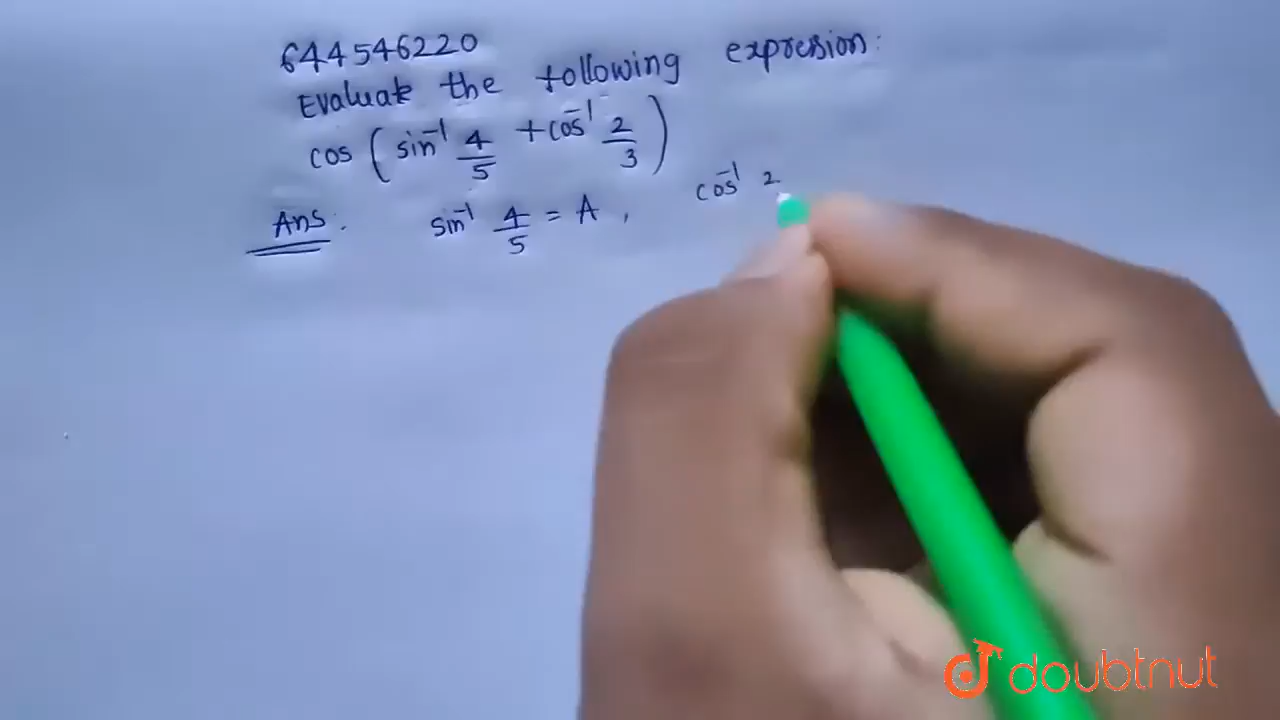 644546220
Evaluate the following expresion:
cos (sin⁻¹ 4/5 + cos⁻¹ 2/3)
Ans: sin⁻¹ 4/5 = A, cos⁻¹ 2
doubtnut